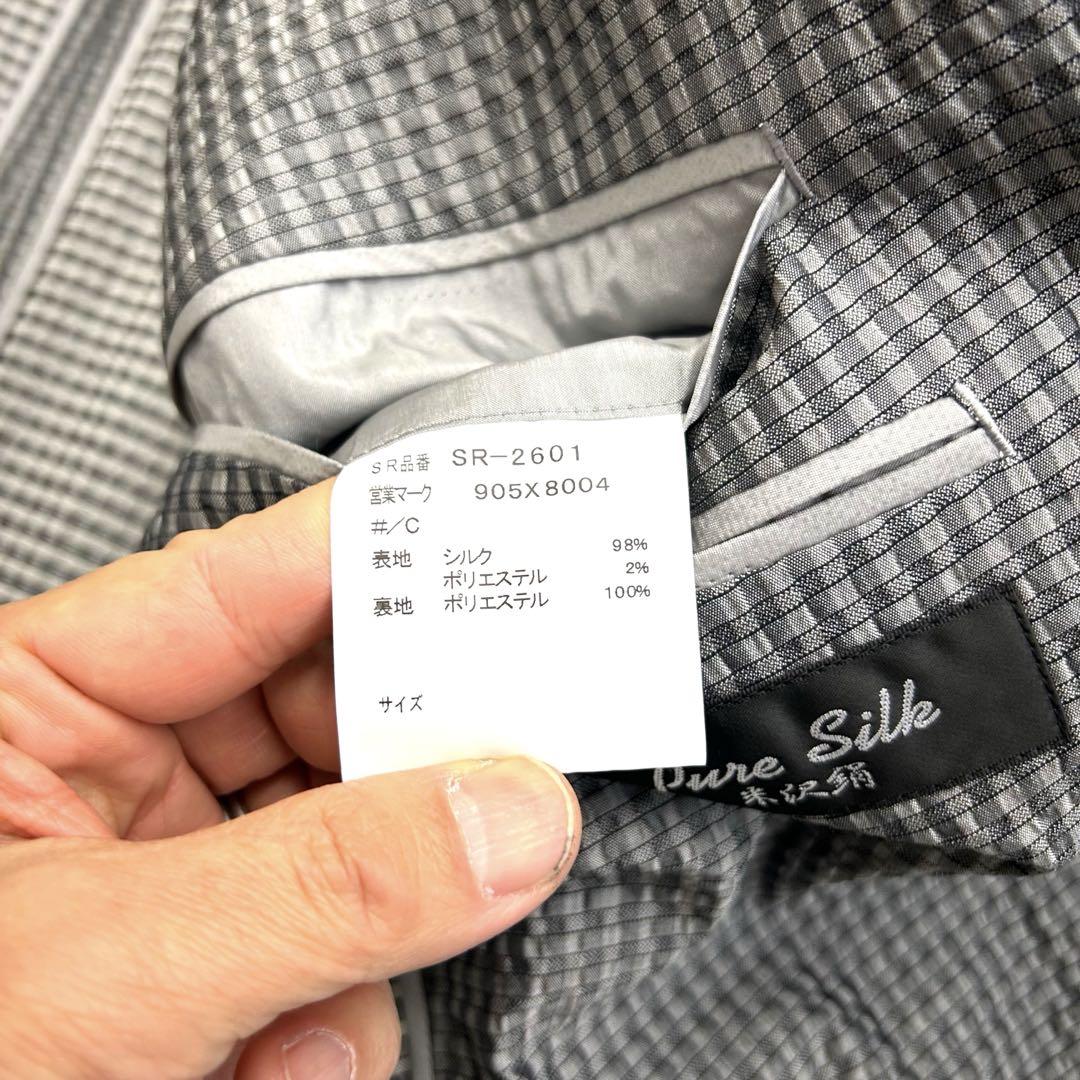 SR品番 SR-2601
営業マーク 905X8004
#/C
表地 シルク 98%
ポリエステル 2%
裏地 ポリエステル 100%
サイズ
Pure Silk
米沢絹